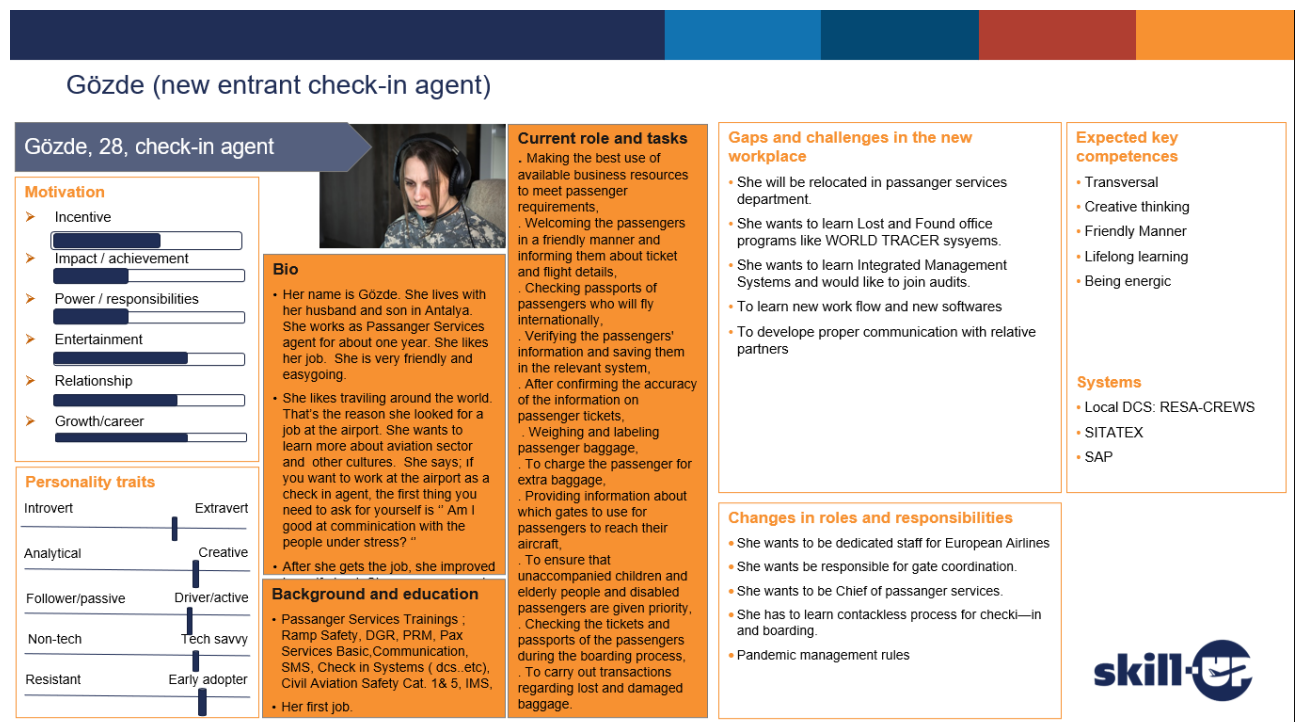 Gözde (new entrant check-in agent)
Gözde, 28, check-in agent
Motivation
➢ Incentive
➢ Impact / achievement
➢ Power / responsibilities
➢ Entertainment
➢ Relationship
➢ Growth/career
Personality traits
Introvert Extravert
Analytical Creative
Follower/passive Driver/active
Non-tech Tech savvy
Resistant Early adopter
Bio
• Her name is Gözde. She lives with
her husband and son in Antalya.
She works as Passanger Services
agent for about one year. She likes
her job. She is very friendly and
easygoing.
• She likes traviling around the world.
That's the reason she looked for a
job at the airport. She wants to
learn more about aviation sector
and other cultures. She says; ıf
you want to work at the airport as a
check in agent, the first thing you
need to ask for yourself is “ Am I
good at comminication with the
people under stress? “
• After she gets the job, she improved
Background and education
• Passanger Services Trainings ;
Ramp Safety, DGR, PRM, Pax
Services Basic,Communication,
SMS, Check in Systems ( dcs..etc),
Civil Aviation Safety Cat. 1& 5, IMS,
• Her first job.
Current role and tasks
. Making the best use of
available business resources
to meet passenger
requirements,
. Welcoming the passengers
in a friendly manner and
informing them about ticket
and flight details,
. Checking passports of
passengers who will fly
internationally,
. Verifying the passengers'
information and saving them
in the relevant system,
. After confirming the accuracy
of the information on
passenger tickets,
. Weighing and labeling
passenger baggage,
. To charge the passenger for
extra baggage,
. Providing information about
which gates to use for
passengers to reach their
aircraft,
. To ensure that
unaccompanied children and
elderly people and disabled
passengers are given priority,
. Checking the tickets and
passports of the passengers
during the boarding process,
. To carry out transactions
regarding lost and damaged
baggage.
Gaps and challenges in the new
workplace
• She will be relocated in passanger services
department.
• She wants to learn Lost and Found office
programs like WORLD TRACER sysyems.
• She wants to learn Integrated Management
Systems and would like to join audits.
• To learn new work flow and new softwares
• To develope proper communication with relative
partners
Changes in roles and responsibilities
• She wants to be dedicated staff for European Airlines
• She wants be responsible for gate coordination.
• She wants to be Chief of passanger services.
• She has to learn contackless process for checki—in
and boarding.
• Pandemic management rules
Expected key
competences
• Transversal
• Creative thinking
• Friendly Manner
• Lifelong learning
• Being energic
Systems
• Local DCS: RESA-CREWS
• SITATEX
• SAP
skill-UP